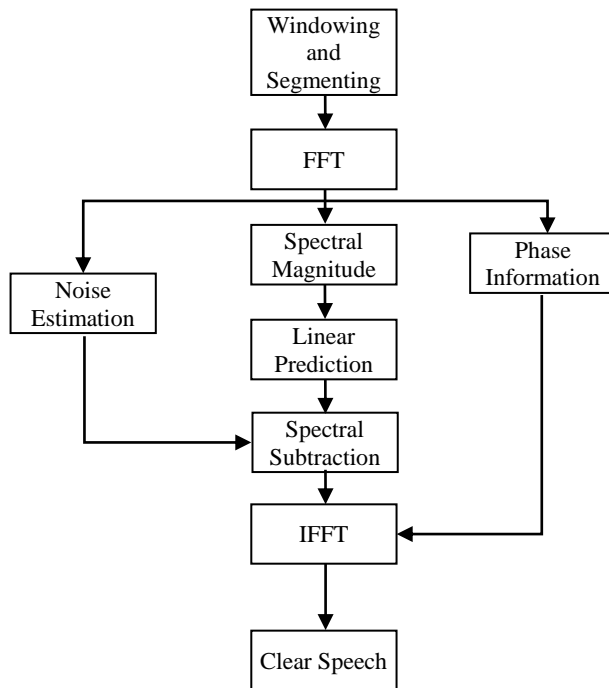 Windowing
and
Segmenting
FFT
Spectral
Magnitude
Phase
Information
Noise
Estimation
Linear
Prediction
Spectral
Subtraction
IFFT
Clear Speech